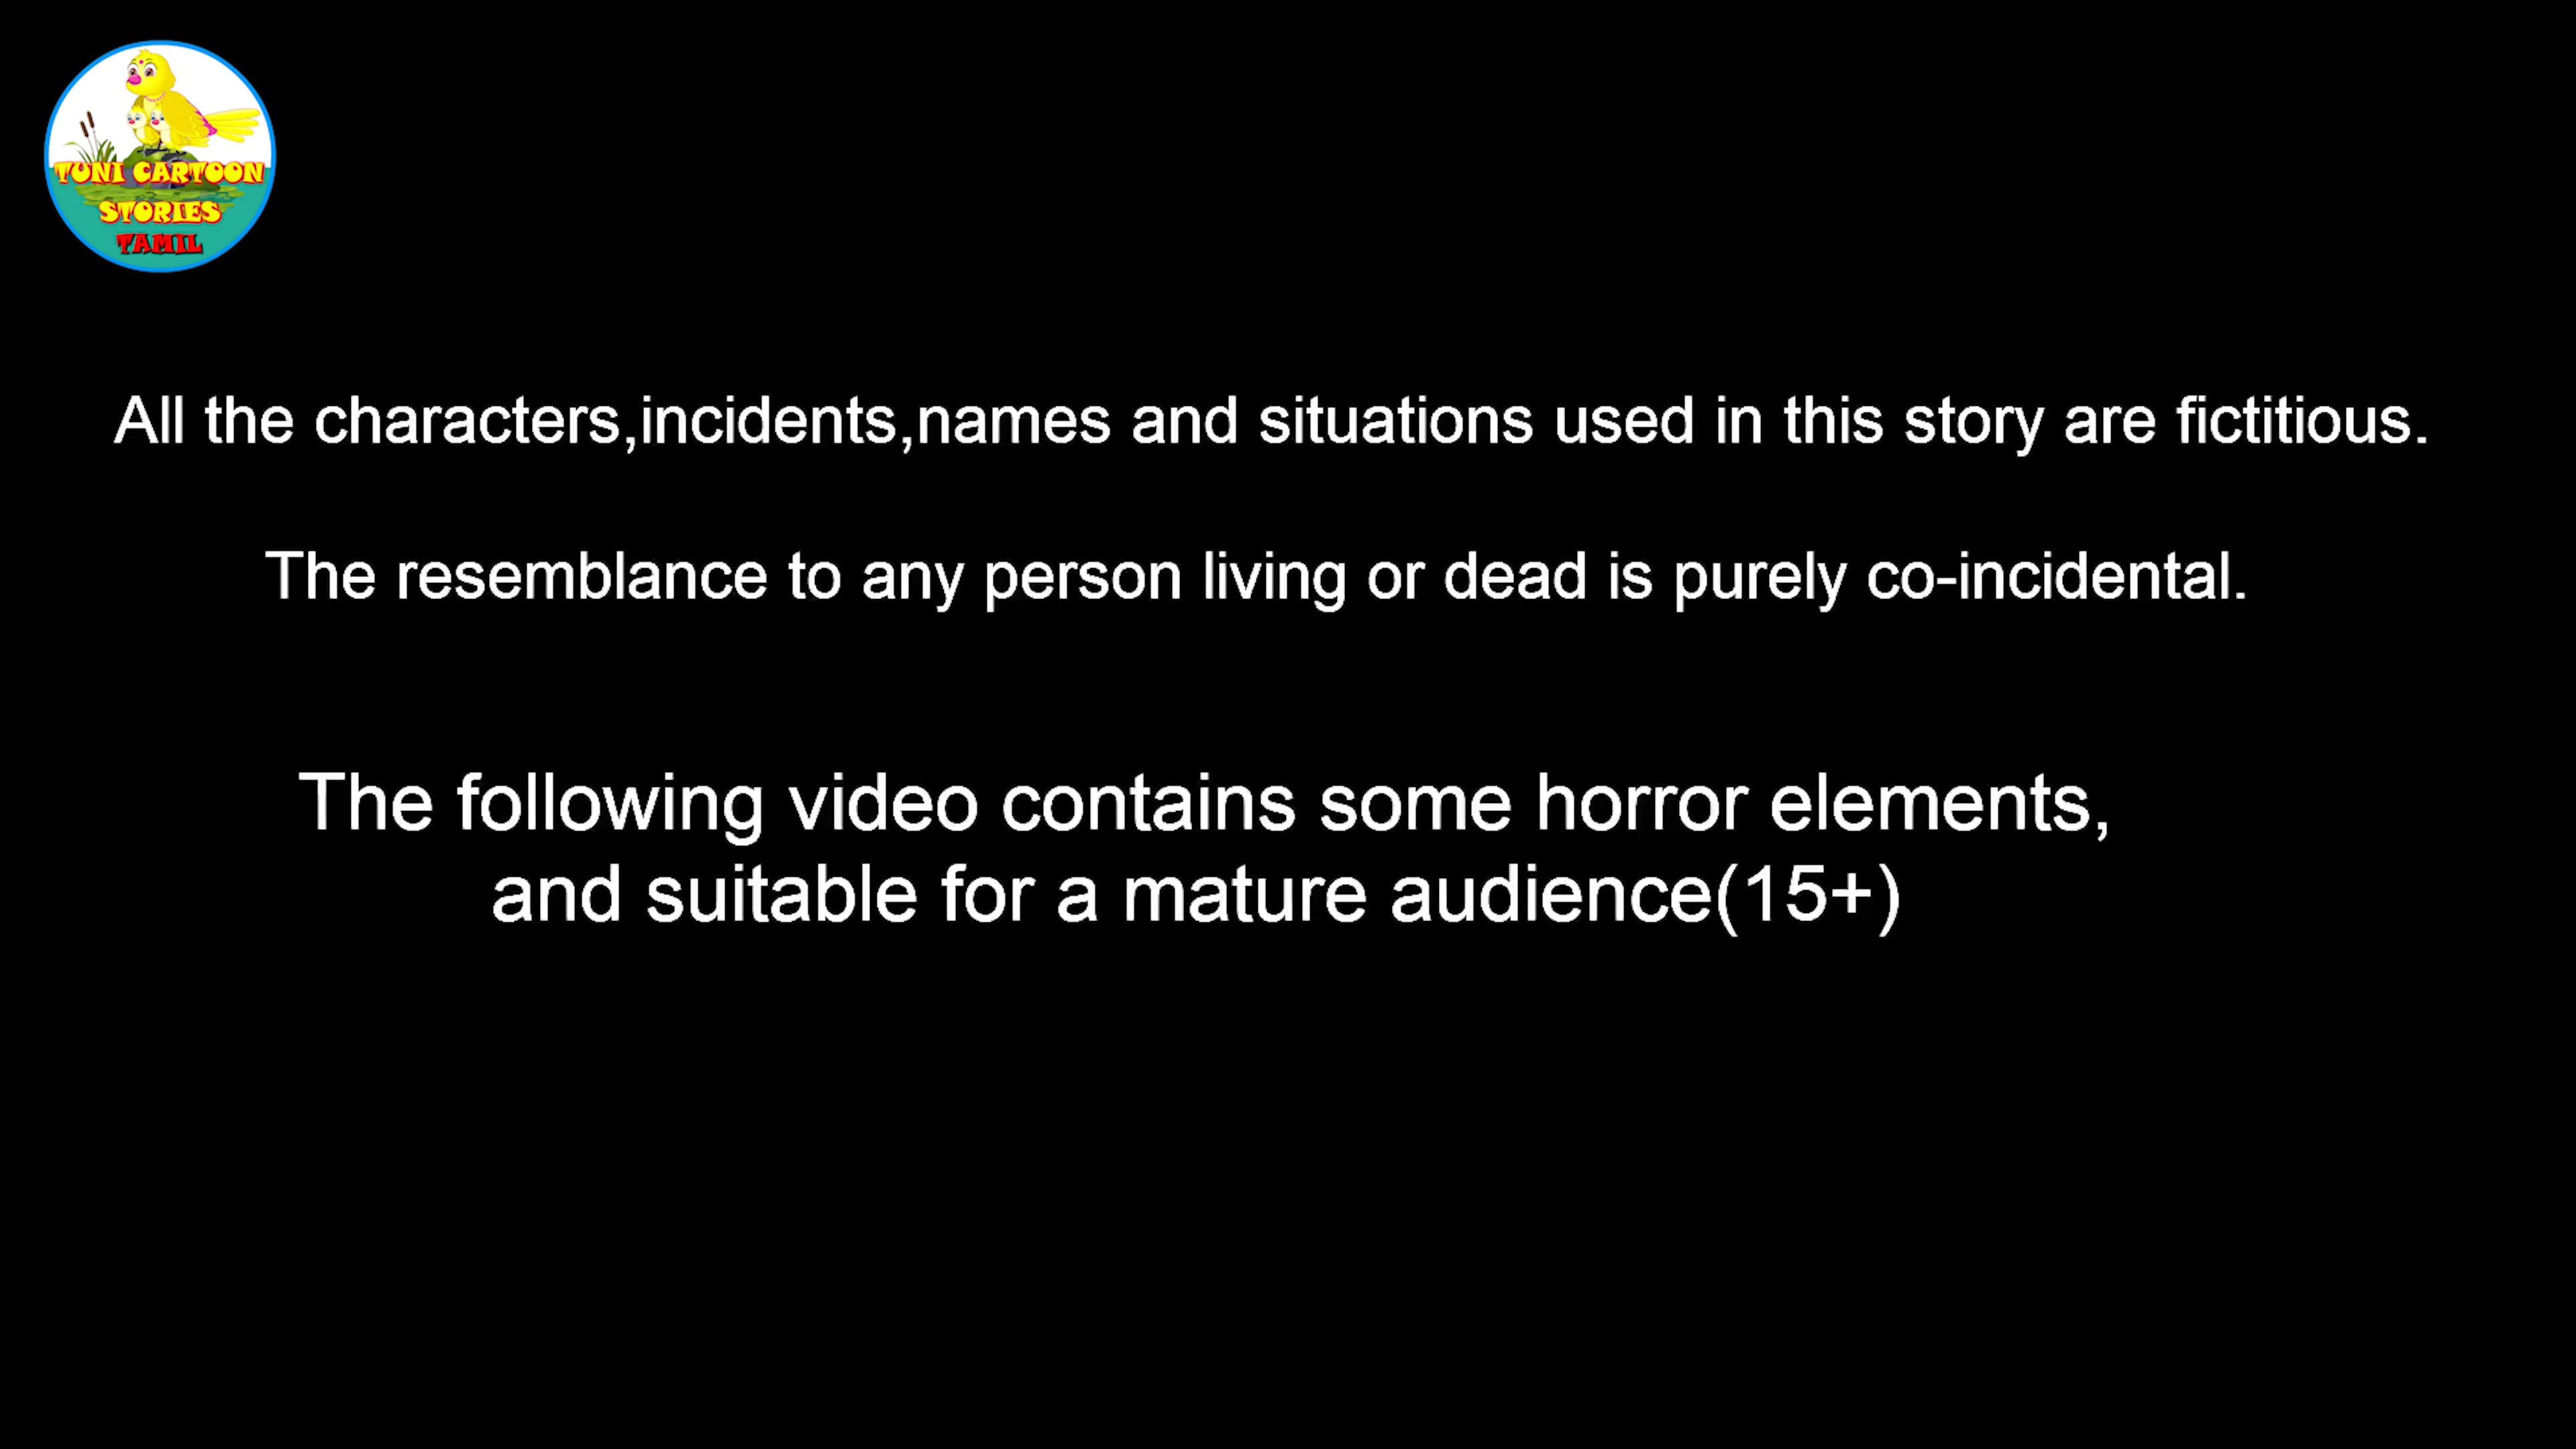 TUNI CARTOON
STORIES
TAMIL
All the characters,incidents,names and situations used in this story are fictitious.
The resemblance to any person living or dead is purely co-incidental.
The following video contains some horror elements,
and suitable for a mature audience(15+)